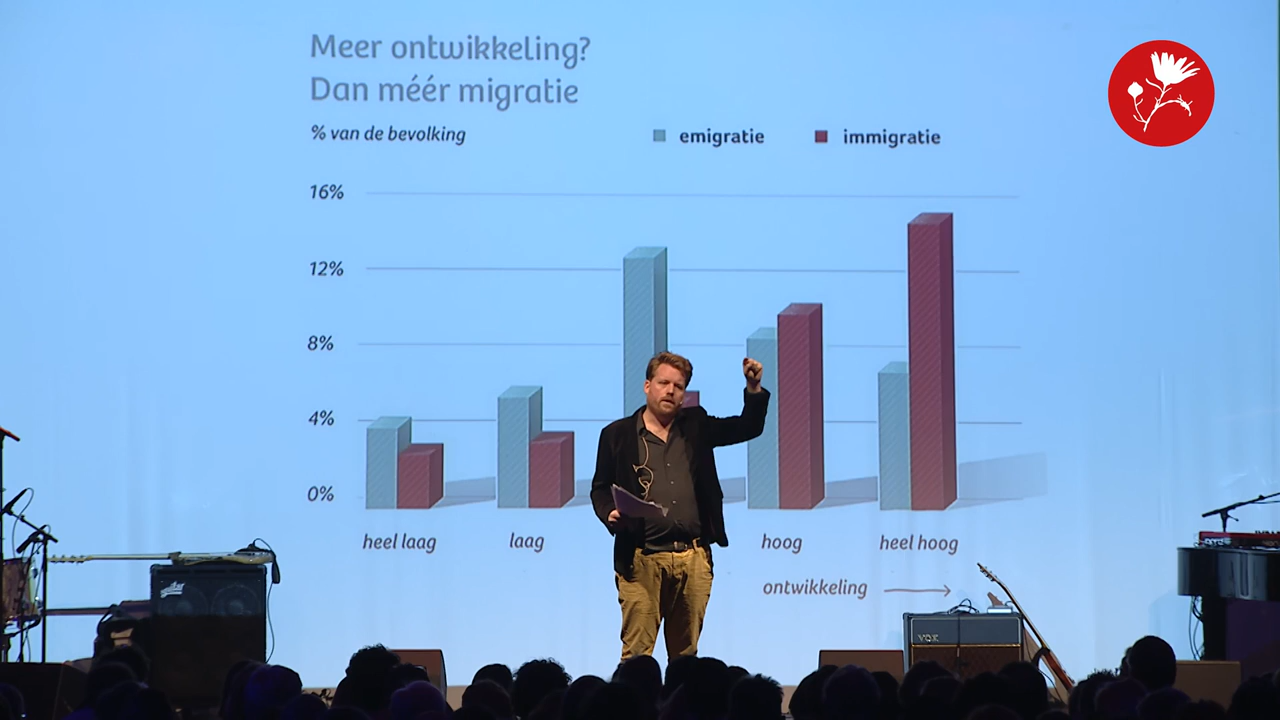 Meer ontwikkeling?
Dan méér migratie
% van de bevolking
emigratie
immigratie
16%
12%
8%
4%
0%
heel laag
laag
hoog
heel hoog
ontwikkeling
VOX